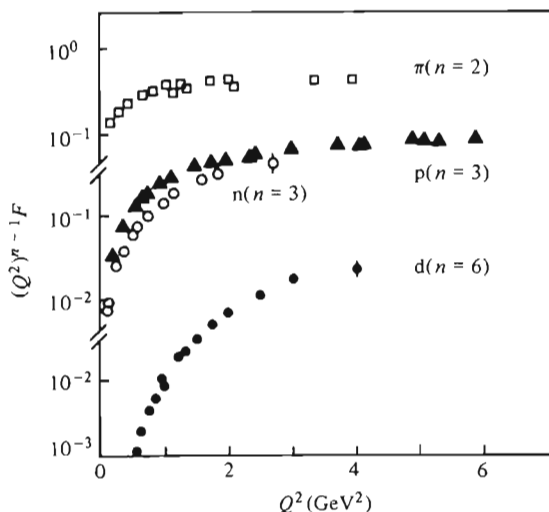 10⁰
π(n = 2)
10⁻¹
p(n = 3)
n(n = 3)
10⁻¹
(Q²)ⁿ⁻¹F
d(n = 6)
10⁻²
10⁻²
10⁻³
0
2
4
6
Q²(GeV²)